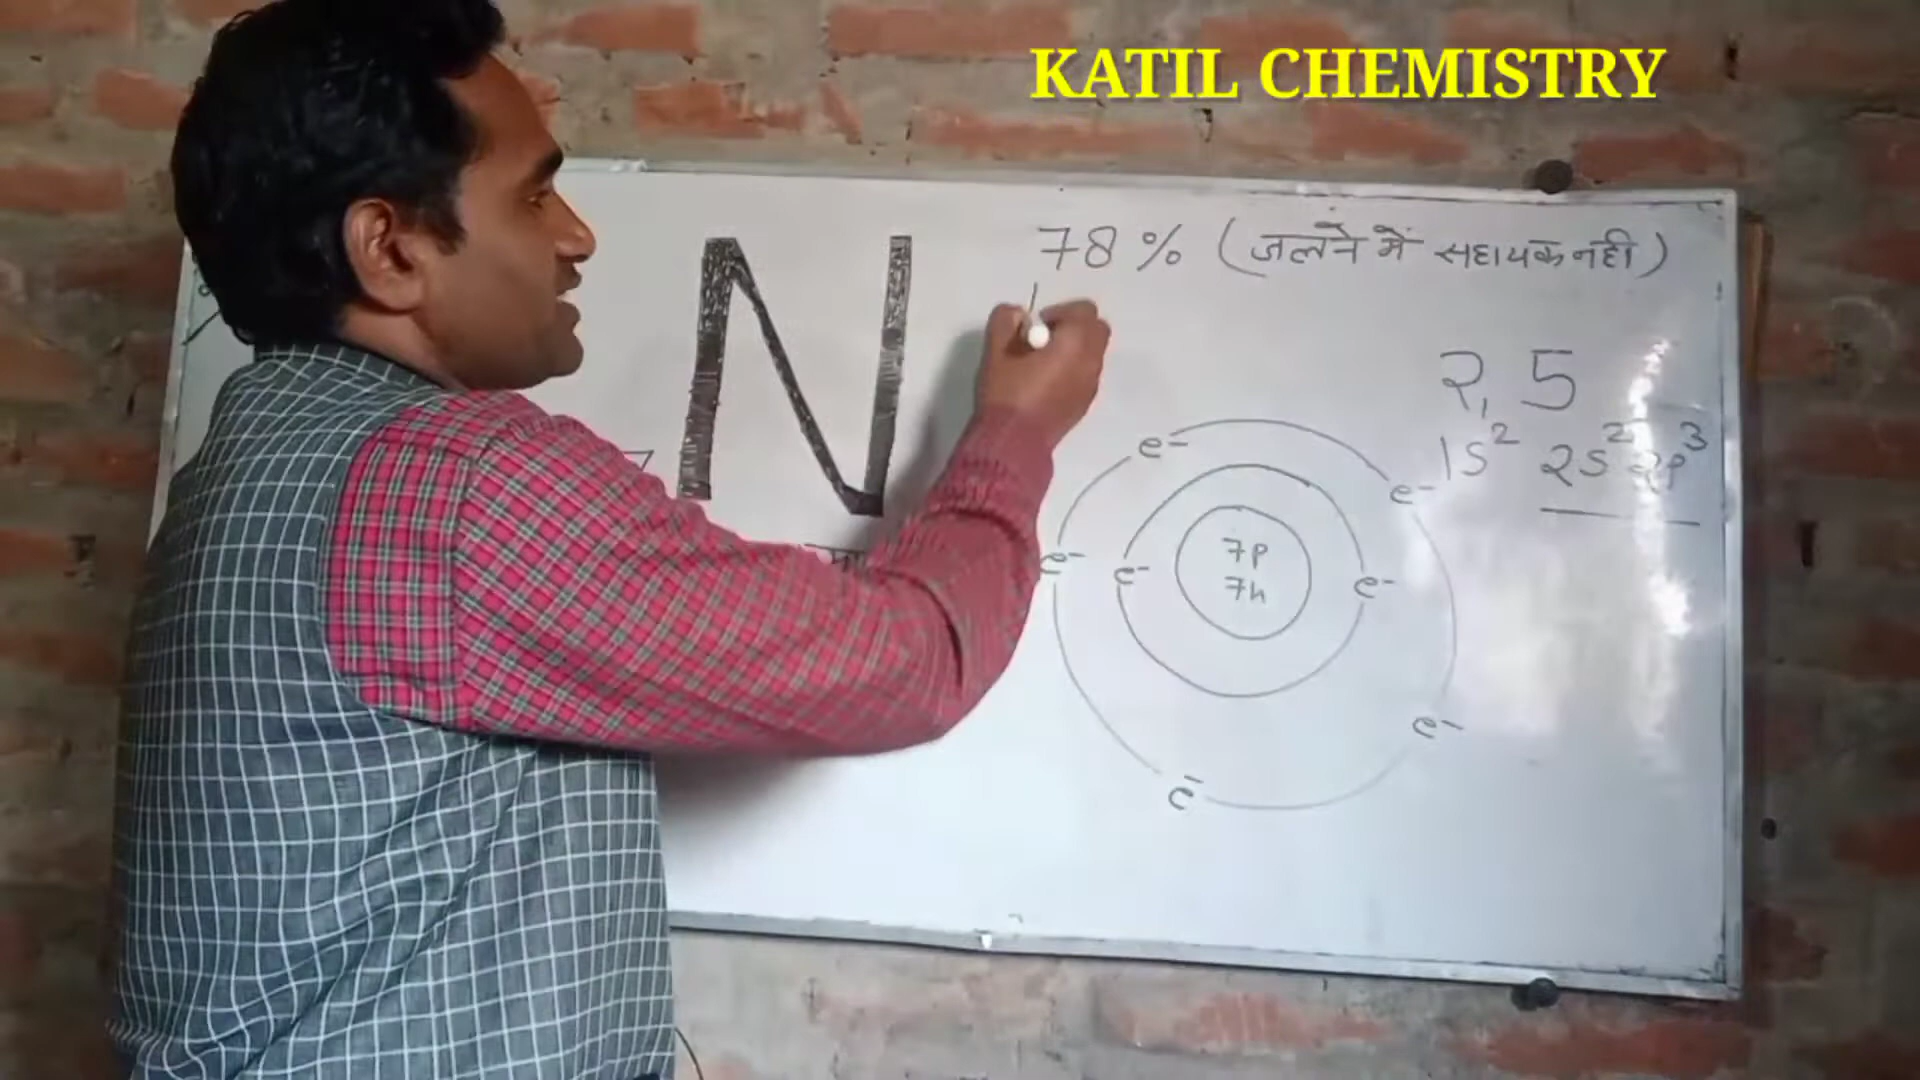 KATIL CHEMISTRY
78% (जलने में सहायक नही)
N
2, 5
1s² 2s² 2p³
e⁻
e⁻
7p
7n
e⁻
e⁻
e⁻
e⁻
e⁻